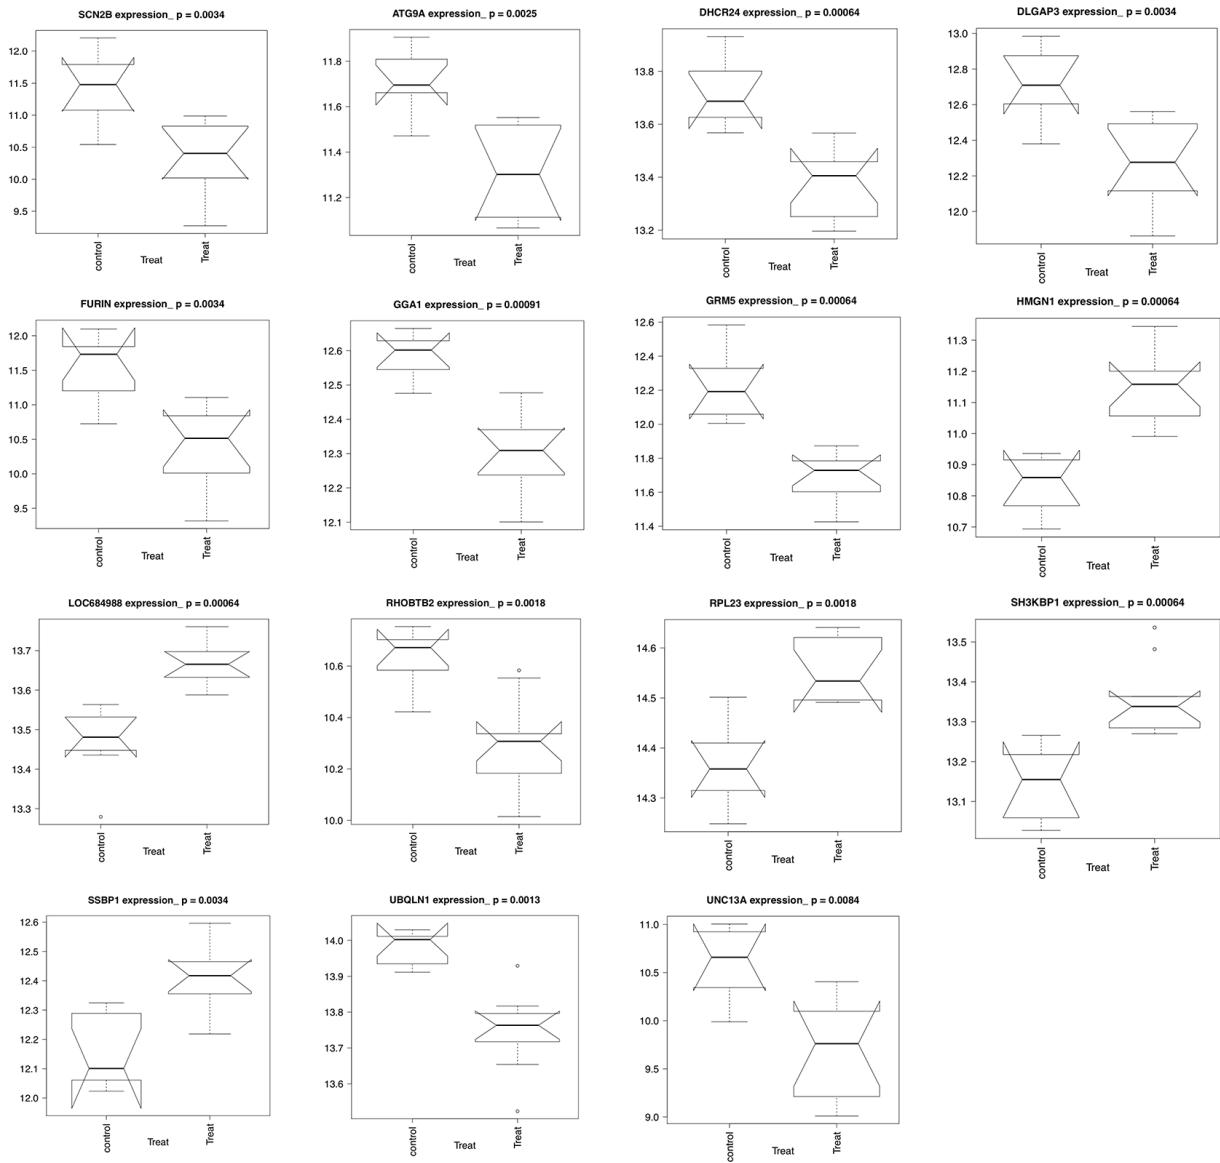 SCN2B expression_ p = 0.0034
12.0
11.5
11.0
10.5
10.0
9.5
control
Treat
Treat
ATG9A expression_ p = 0.0025
11.8
11.6
11.4
11.2
control
Treat
Treat
DHCR24 expression_ p = 0.00064
13.8
13.6
13.4
13.2
control
Treat
Treat
DLGAP3 expression_ p = 0.0034
13.0
12.8
12.6
12.4
12.2
12.0
control
Treat
Treat
FURIN expression_ p = 0.0034
12.0
11.5
11.0
10.5
10.0
9.5
control
Treat
Treat
GGA1 expression_ p = 0.00091
12.6
12.5
12.4
12.3
12.2
12.1
control
Treat
Treat
GRM5 expression_ p = 0.00064
12.6
12.4
12.2
12.0
11.8
11.6
11.4
control
Treat
Treat
HMGN1 expression_ p = 0.00064
11.3
11.2
11.1
11.0
10.9
10.8
10.7
control
Treat
Treat
LOC684988 expression_ p = 0.00064
13.7
13.6
13.5
13.4
13.3
control
Treat
Treat
RHOBTB2 expression_ p = 0.0018
10.6
10.4
10.2
10.0
control
Treat
Treat
RPL23 expression_ p = 0.0018
14.6
14.5
14.4
14.3
control
Treat
Treat
SH3KBP1 expression_ p = 0.00064
13.5
13.4
13.3
13.2
13.1
control
Treat
Treat
SSBP1 expression_ p = 0.0034
12.6
12.5
12.4
12.3
12.2
12.1
12.0
control
Treat
Treat
UBQLN1 expression_ p = 0.0013
14.0
13.9
13.8
13.7
13.6
control
Treat
Treat
UNC13A expression_ p = 0.0084
11.0
10.5
10.0
9.5
9.0
control
Treat
Treat